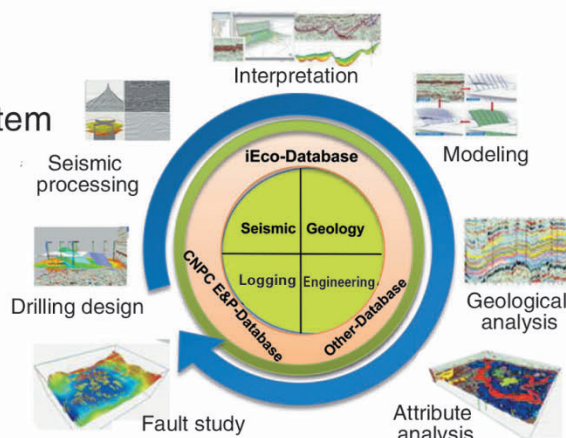 Interpretation
tem
Seismic
processing
Modeling
iEco-Database
Seismic
Geology
Logging
Engineering
CNPC E&P-Database
Other-Database
Drilling design
Geological
analysis
Fault study
Attribute
analysis